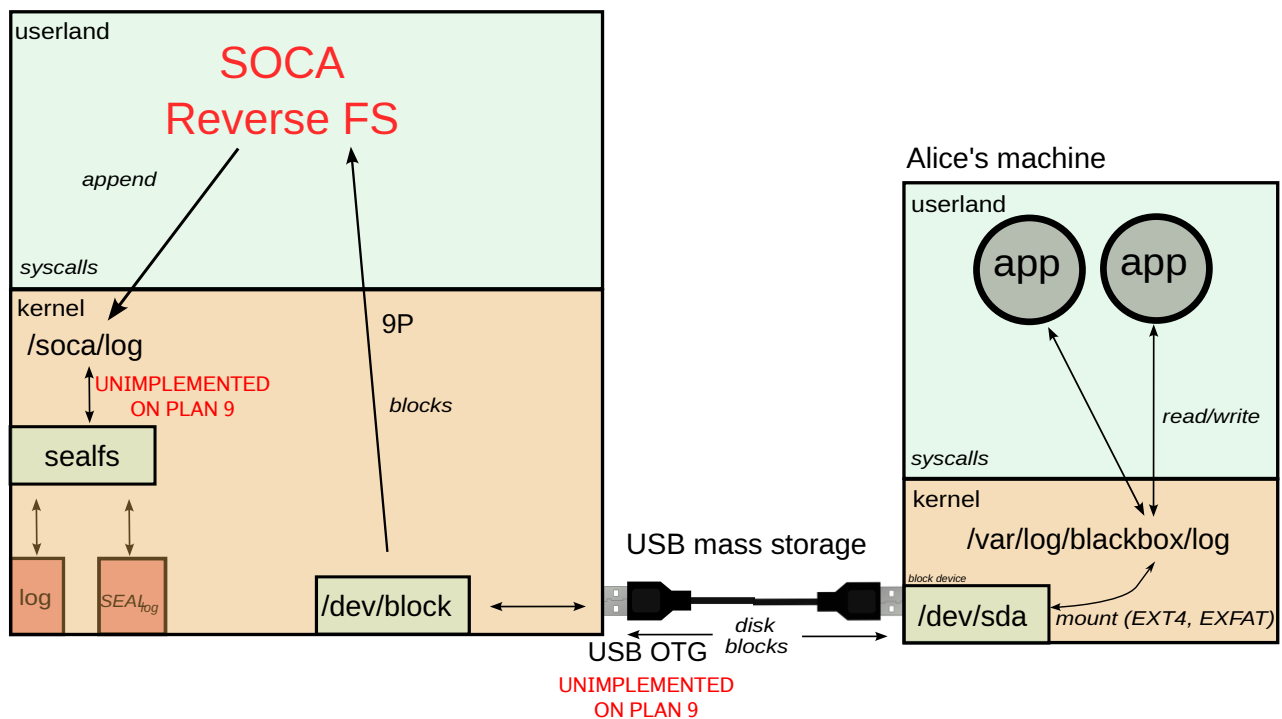 userland
SOCA
Reverse FS
append
syscalls
kernel
/soca/log
9P
UNIMPLEMENTED
ON PLAN 9
blocks
sealfs
log
SEALlog
/dev/block
USB mass storage
disk
blocks
USB OTG
UNIMPLEMENTED
ON PLAN 9
Alice's machine
userland
app
app
read/write
syscalls
kernel
/var/log/blackbox/log
block device
/dev/sda
mount (EXT4, EXFAT)